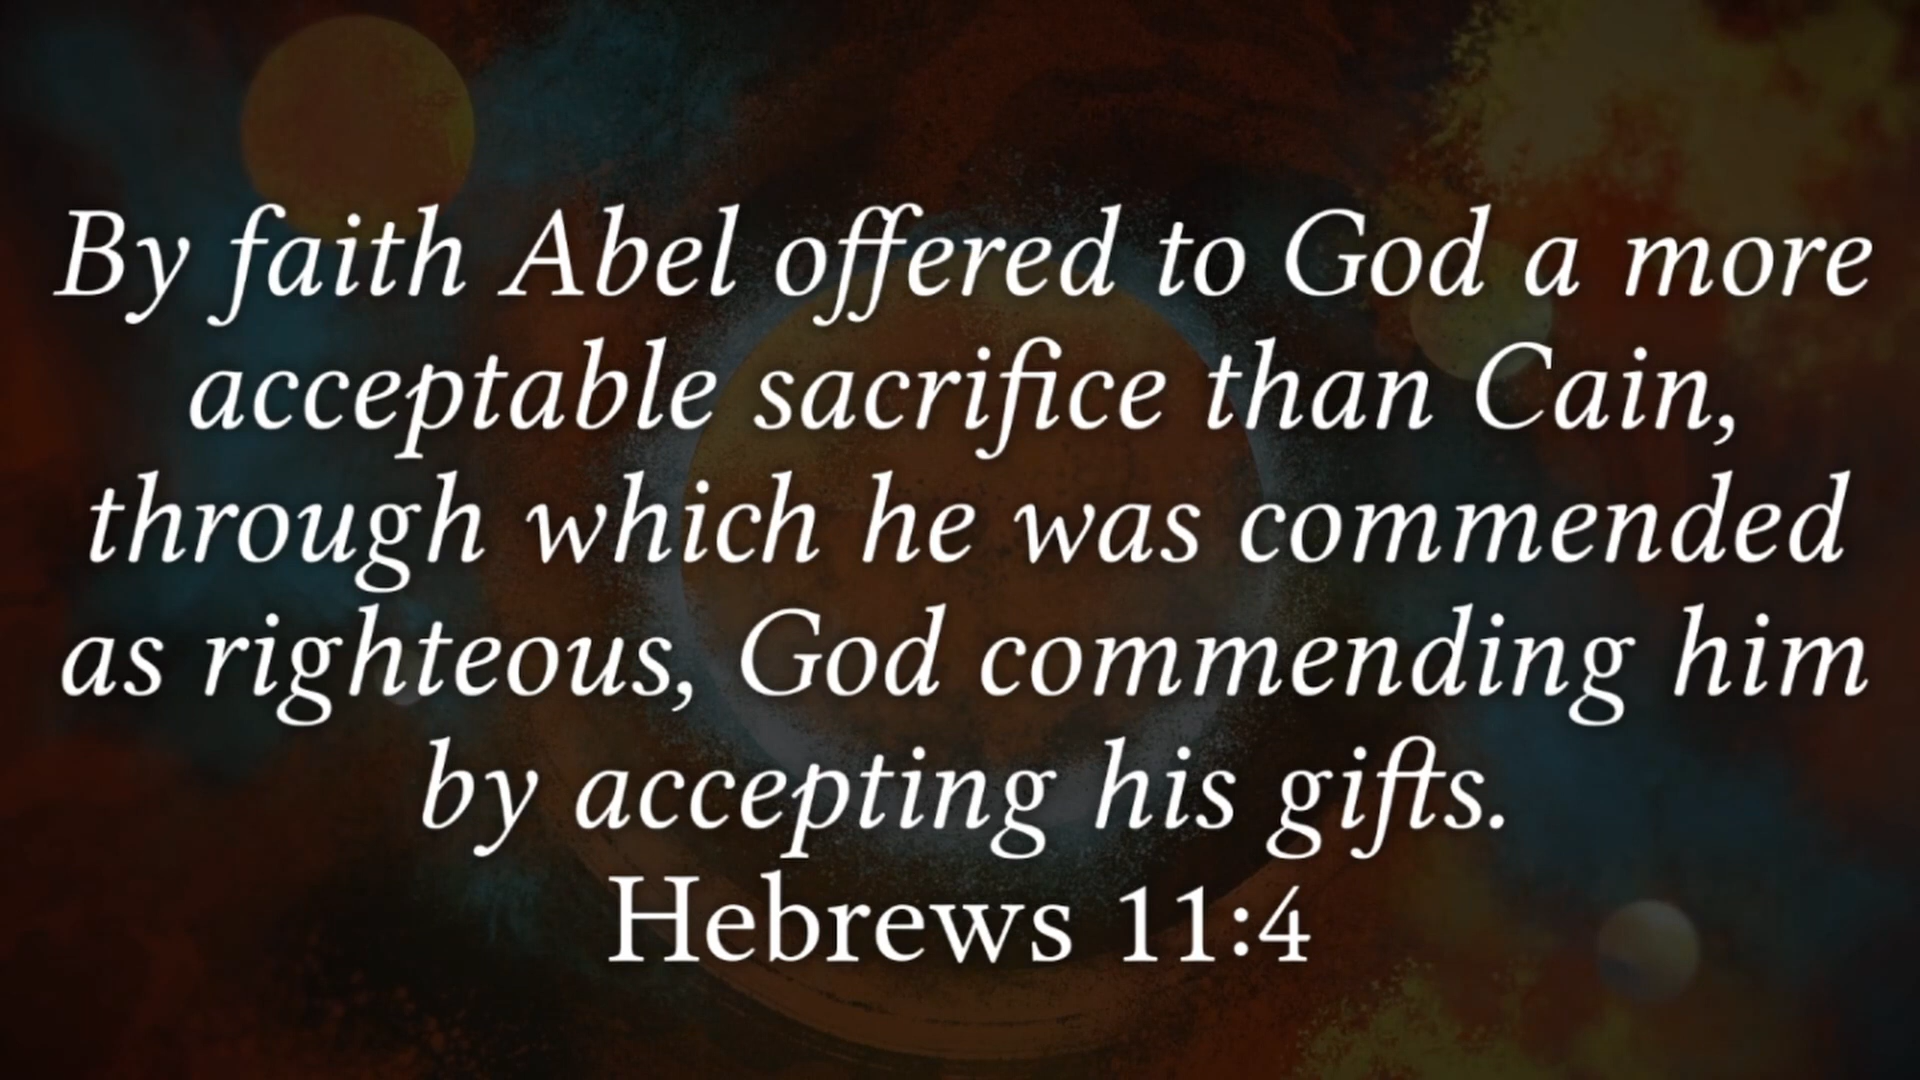 By faith Abel offered to God a more
acceptable sacrifice than Cain,
through which he was commended
as righteous, God commending him
by accepting his gifts.
Hebrews 11:4